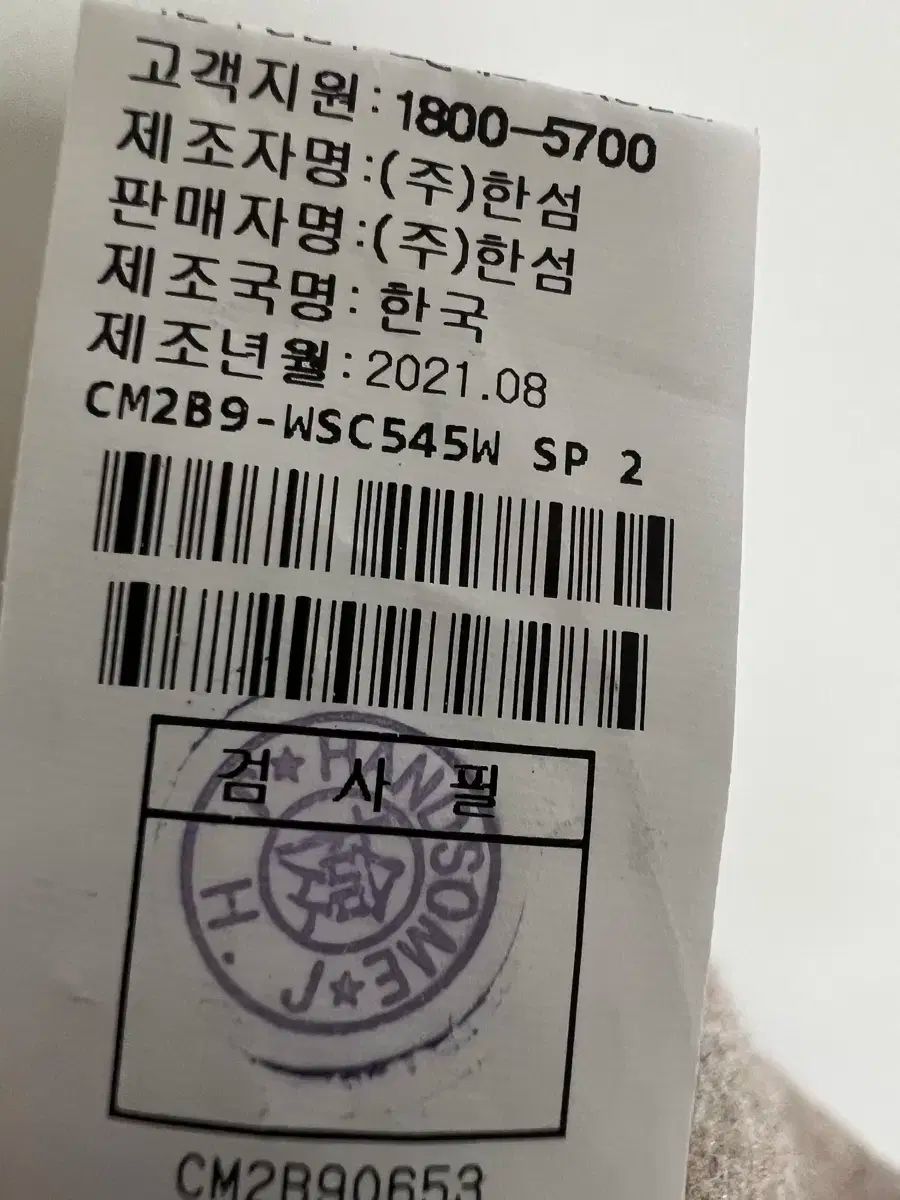 고객지원:1800-5700
제조자명:(주)한섬
판매자명:(주)한섬
제조국명: 한국
제조년월:2021.08
CM2B9-WSC545W SP 2
검 사 필
★HANDSOME★
J
H.
CM2B90653